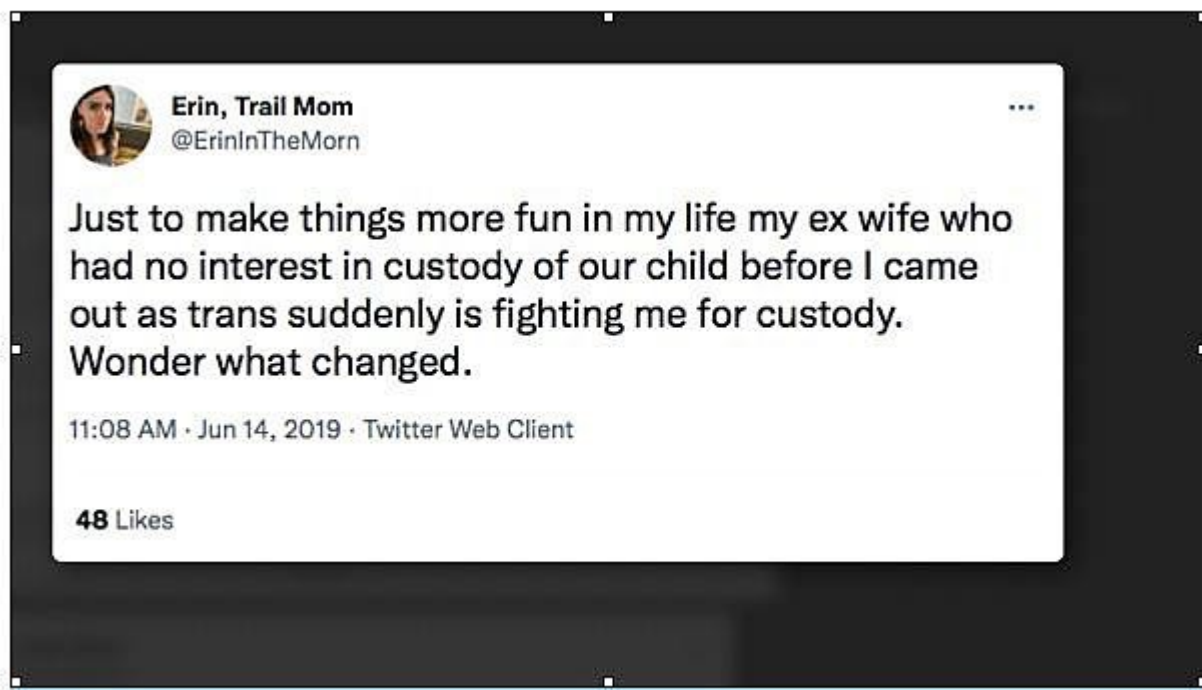 Erin, Trail Mom
@ErinInTheMorn
Just to make things more fun in my life my ex wife who
had no interest in custody of our child before I came
out as trans suddenly is fighting me for custody.
Wonder what changed.
11:08 AM · Jun 14, 2019 · Twitter Web Client
48 Likes